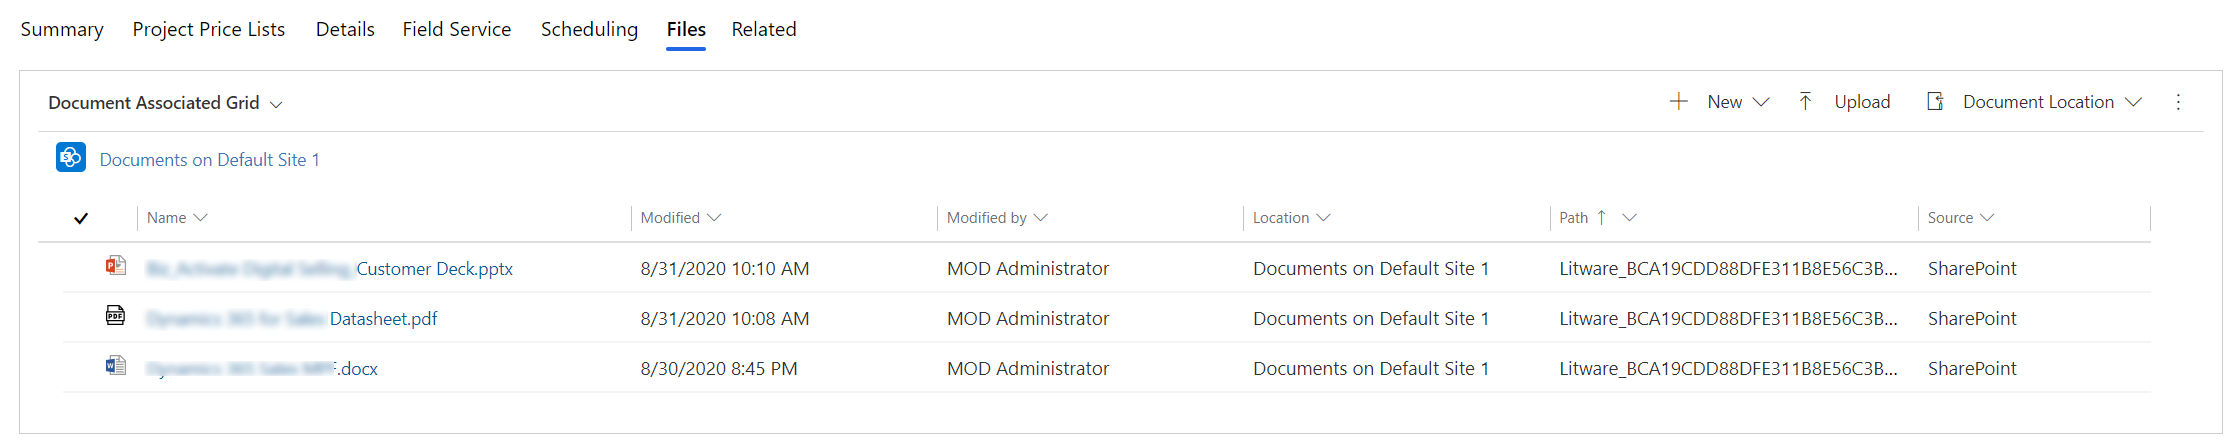 Summary Project Price Lists Details Field Service Scheduling Files Related
Document Associated Grid New Upload Document Location
Documents on Default Site 1
Name Modified Modified by Location Path Source
Customer Deck.pptx 8/31/2020 10:10 AM MOD Administrator Documents on Default Site 1 Litware_BCA19CDD88DFE311B8E56C3B... SharePoint
Datasheet.pdf 8/31/2020 10:08 AM MOD Administrator Documents on Default Site 1 Litware_BCA19CDD88DFE311B8E56C3B... SharePoint
.docx 8/30/2020 8:45 PM MOD Administrator Documents on Default Site 1 Litware_BCA19CDD88DFE311B8E56C3B... SharePoint